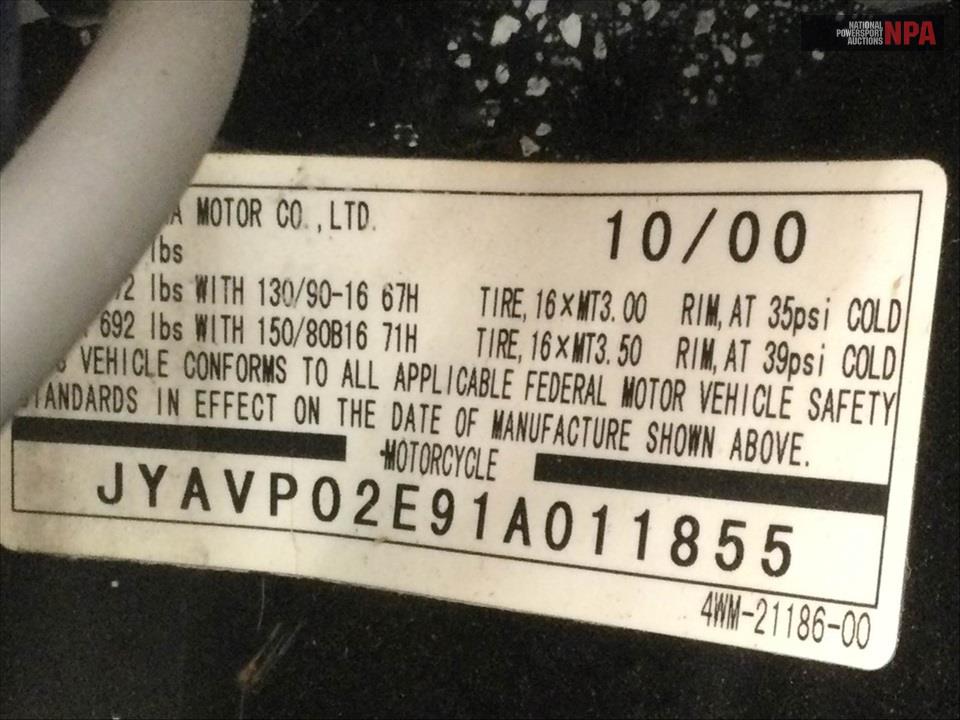 NATIONAL
POWERSPORT
AUCTIONS
NPA
MOTOR CO.,LTD. 10/00
lbs
lbs WITH 130/90-16 67H TIRE, 16×MT3.00 RIM, AT 35psi COLD
692 lbs WITH 150/80B16 71H TIRE, 16×MT3.50 RIM, AT 39psi COLD
VEHICLE CONFORMS TO ALL APPLICABLE FEDERAL MOTOR VEHICLE SAFETY
STANDARDS IN EFFECT ON THE DATE OF MANUFACTURE SHOWN ABOVE.
MOTORCYCLE
JYAVP02E91A011855
4WM-21186-00